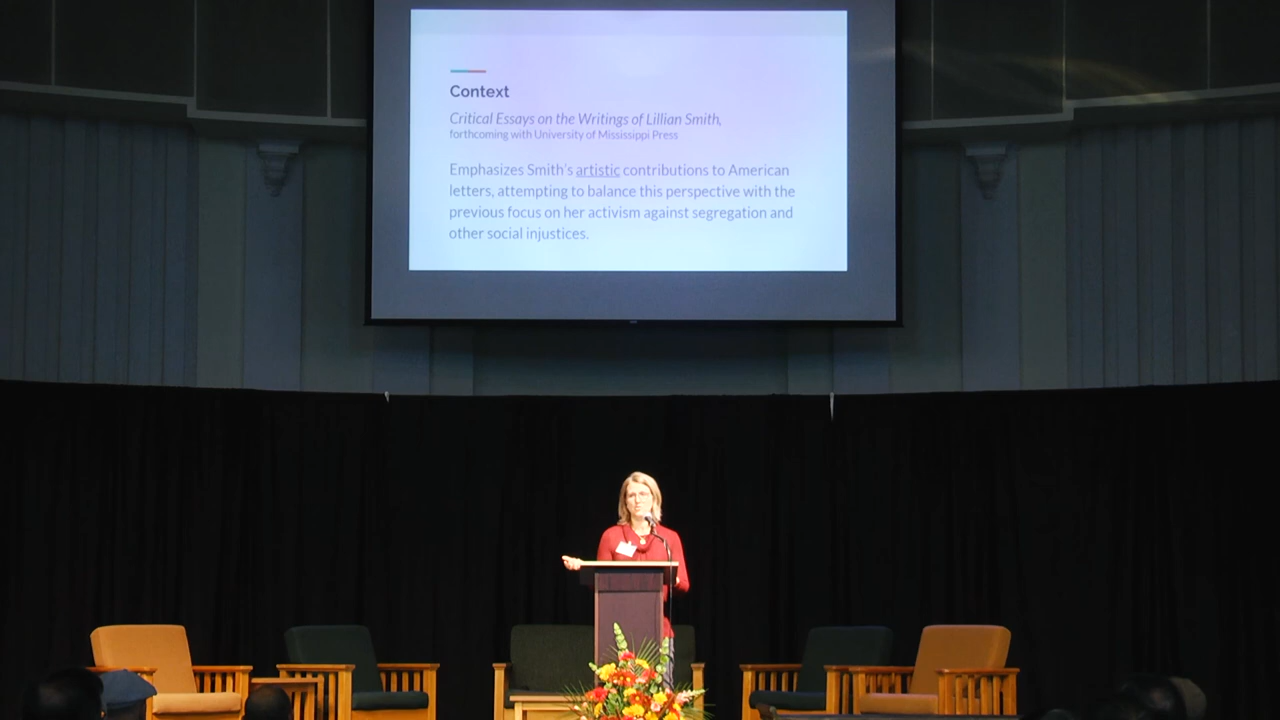 Context
Critical Essays on the Writings of Lillian Smith,
forthcoming with University of Mississippi Press
Emphasizes Smith's artistic contributions to American
letters, attempting to balance this perspective with the
previous focus on her activism against segregation and
other social injustices.